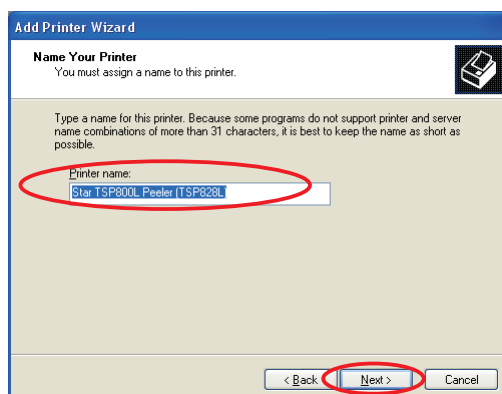 Add Printer Wizard
Name Your Printer
You must assign a name to this printer.
Type a name for this printer. Because some programs do not support printer and server
name combinations of more than 31 characters, it is best to keep the name as short as
possible.
Printer name:
Star TSP800L Peeler (TSP828L)
< Back Next > Cancel